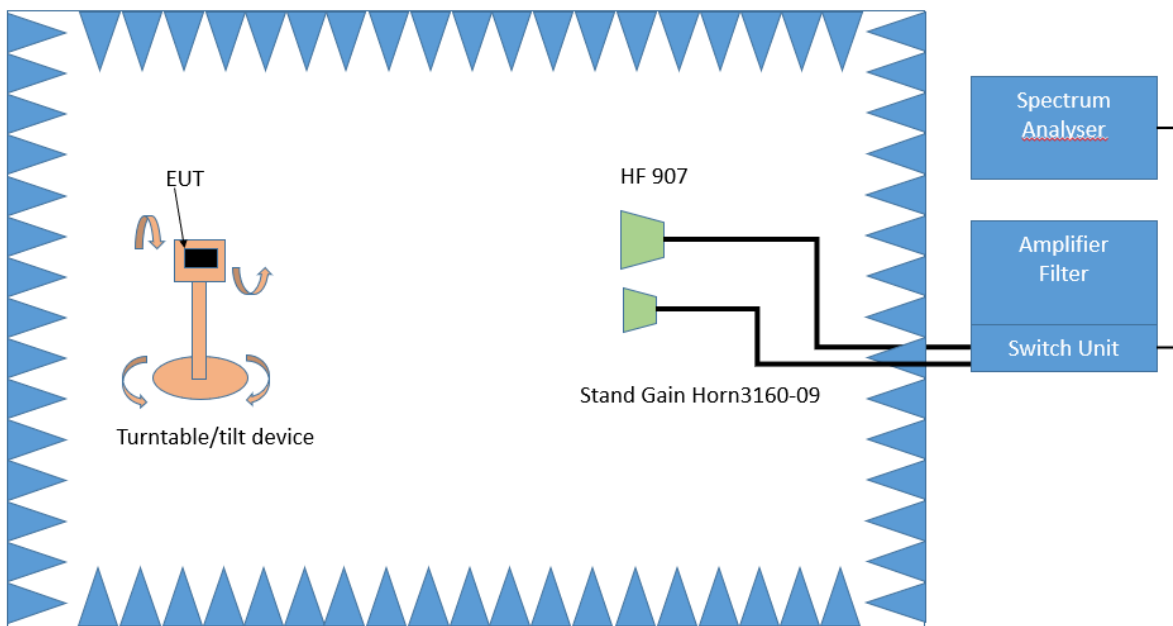 Spectrum
Analyser
EUT
HF 907
Amplifier
Filter
Switch Unit
Stand Gain Horn3160-09
Turntable/tilt device